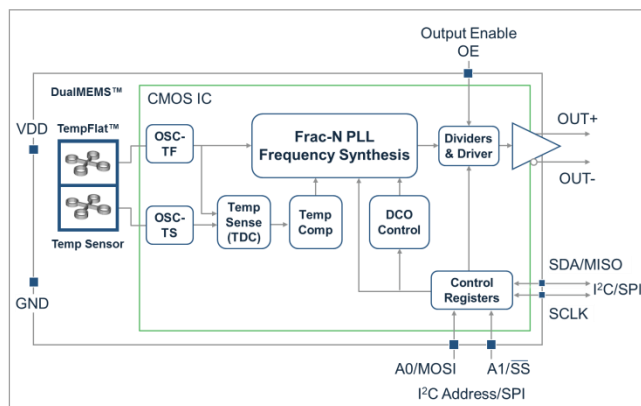 Output Enable
OE
DualMEMS™
CMOS IC
VDD
TempFlat™
OSC-
TF
Frac-N PLL
Frequency Synthesis
Dividers
& Driver
OUT+
OUT-
OSC-
TS
Temp
Sense
(TDC)
Temp
Comp
DCO
Control
Temp Sensor
GND
Control
Registers
SDA/MISO
I²C/SPI
SCLK
A0/MOSI
A1/S̅S̅
I²C Address/SPI